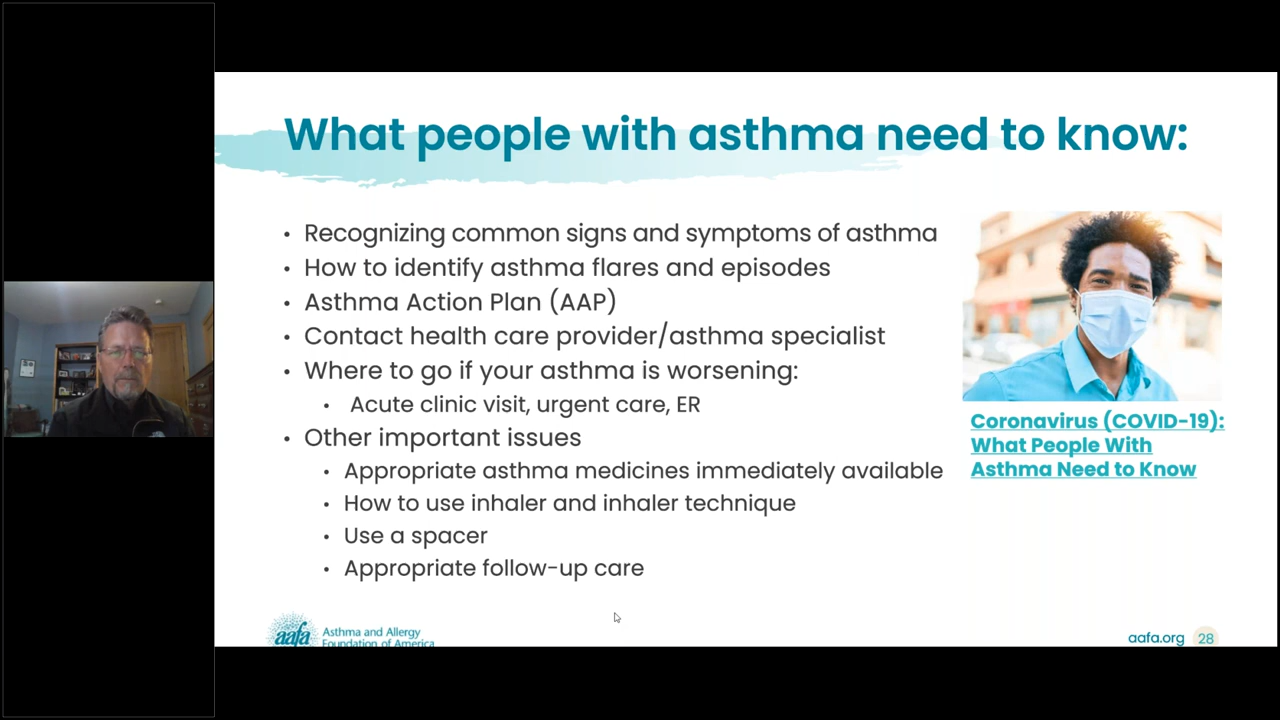 What people with asthma need to know:
• Recognizing common signs and symptoms of asthma
• How to identify asthma flares and episodes
• Asthma Action Plan (AAP)
• Contact health care provider/asthma specialist
• Where to go if your asthma is worsening:
• Acute clinic visit, urgent care, ER
• Other important issues
• Appropriate asthma medicines immediately available
• How to use inhaler and inhaler technique
• Use a spacer
• Appropriate follow-up care
Coronavirus (COVID-19):
What People With
Asthma Need to Know
aafa
Asthma and Allergy
Foundation of America
aafa.org 28